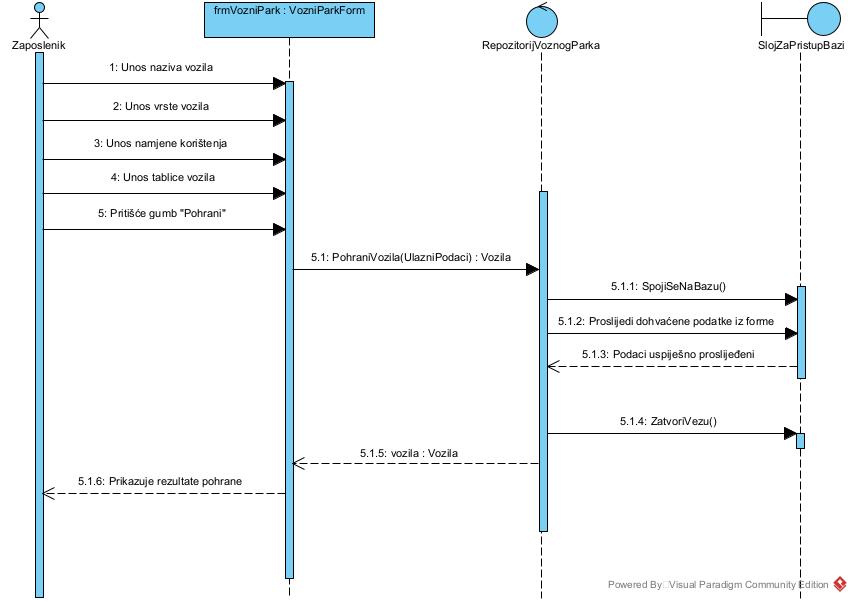 frmVozniPark : VozniParkForm
Zaposlenik
RepozitorijVoznogParka
SlojZaPristupBazi
1: Unos naziva vozila
2: Unos vrste vozila
3: Unos namjene korištenja
4: Unos tablice vozila
5: Pritišće gumb "Pohrani"
5.1: PohraniVozila(UlazniPodaci) : Vozila
5.1.1: SpojiSeNaBazu()
5.1.2: Proslijedi dohvaćene podatke iz forme
5.1.3: Podaci uspiješno proslijeđeni
5.1.4: ZatvoriVezu()
5.1.5: vozila : Vozila
5.1.6: Prikazuje rezultate pohrane
Powered By Visual Paradigm Community Edition